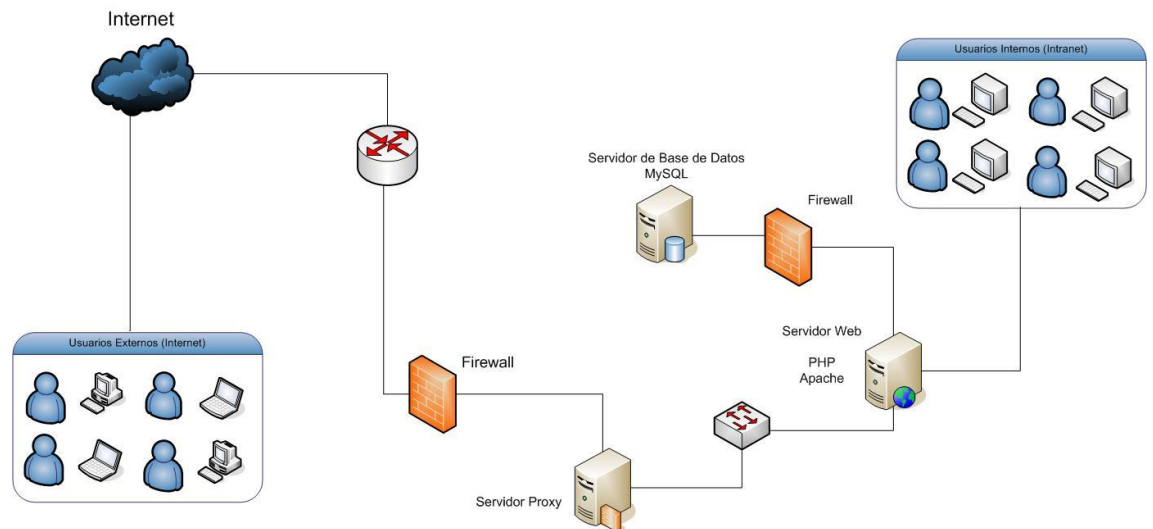 Internet
Usuarios Internos (Intranet)
Servidor de Base de Datos
MySQL
Firewall
Servidor Web
PHP
Apache
Usuarios Externos (Internet)
Firewall
Servidor Proxy